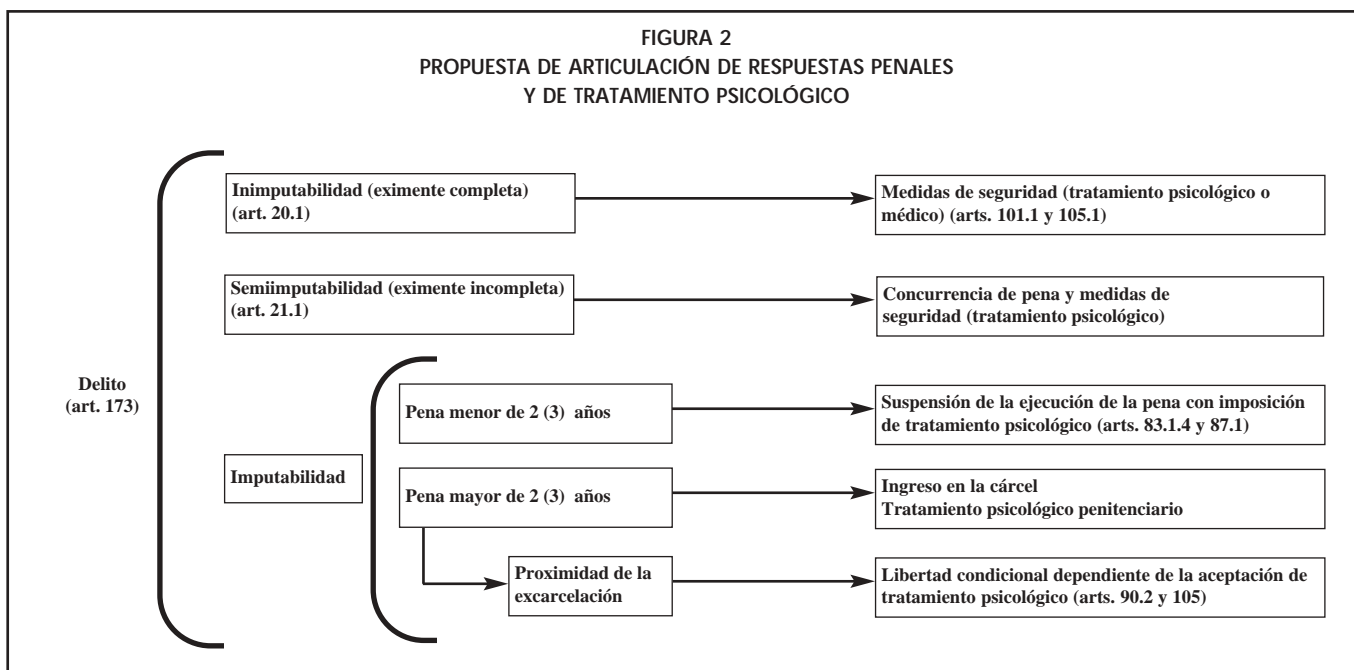 FIGURA 2
PROPUESTA DE ARTICULACIÓN DE RESPUESTAS PENALES
Y DE TRATAMIENTO PSICOLÓGICO
Inimputabilidad (eximente completa)
(art. 20.1)
Medidas de seguridad (tratamiento psicológico o
médico) (arts. 101.1 y 105.1)
Semiimputabilidad (eximente incompleta)
(art. 21.1)
Concurrencia de pena y medidas de
seguridad (tratamiento psicológico)
Delito
(art. 173)
Imputabilidad
Pena menor de 2 (3) años
Suspensión de la ejecución de la pena con imposición
de tratamiento psicológico (arts. 83.1.4 y 87.1)
Pena mayor de 2 (3) años
Ingreso en la cárcel
Tratamiento psicológico penitenciario
Proximidad de la
excarcelación
Libertad condicional dependiente de la aceptación de
tratamiento psicológico (arts. 90.2 y 105)